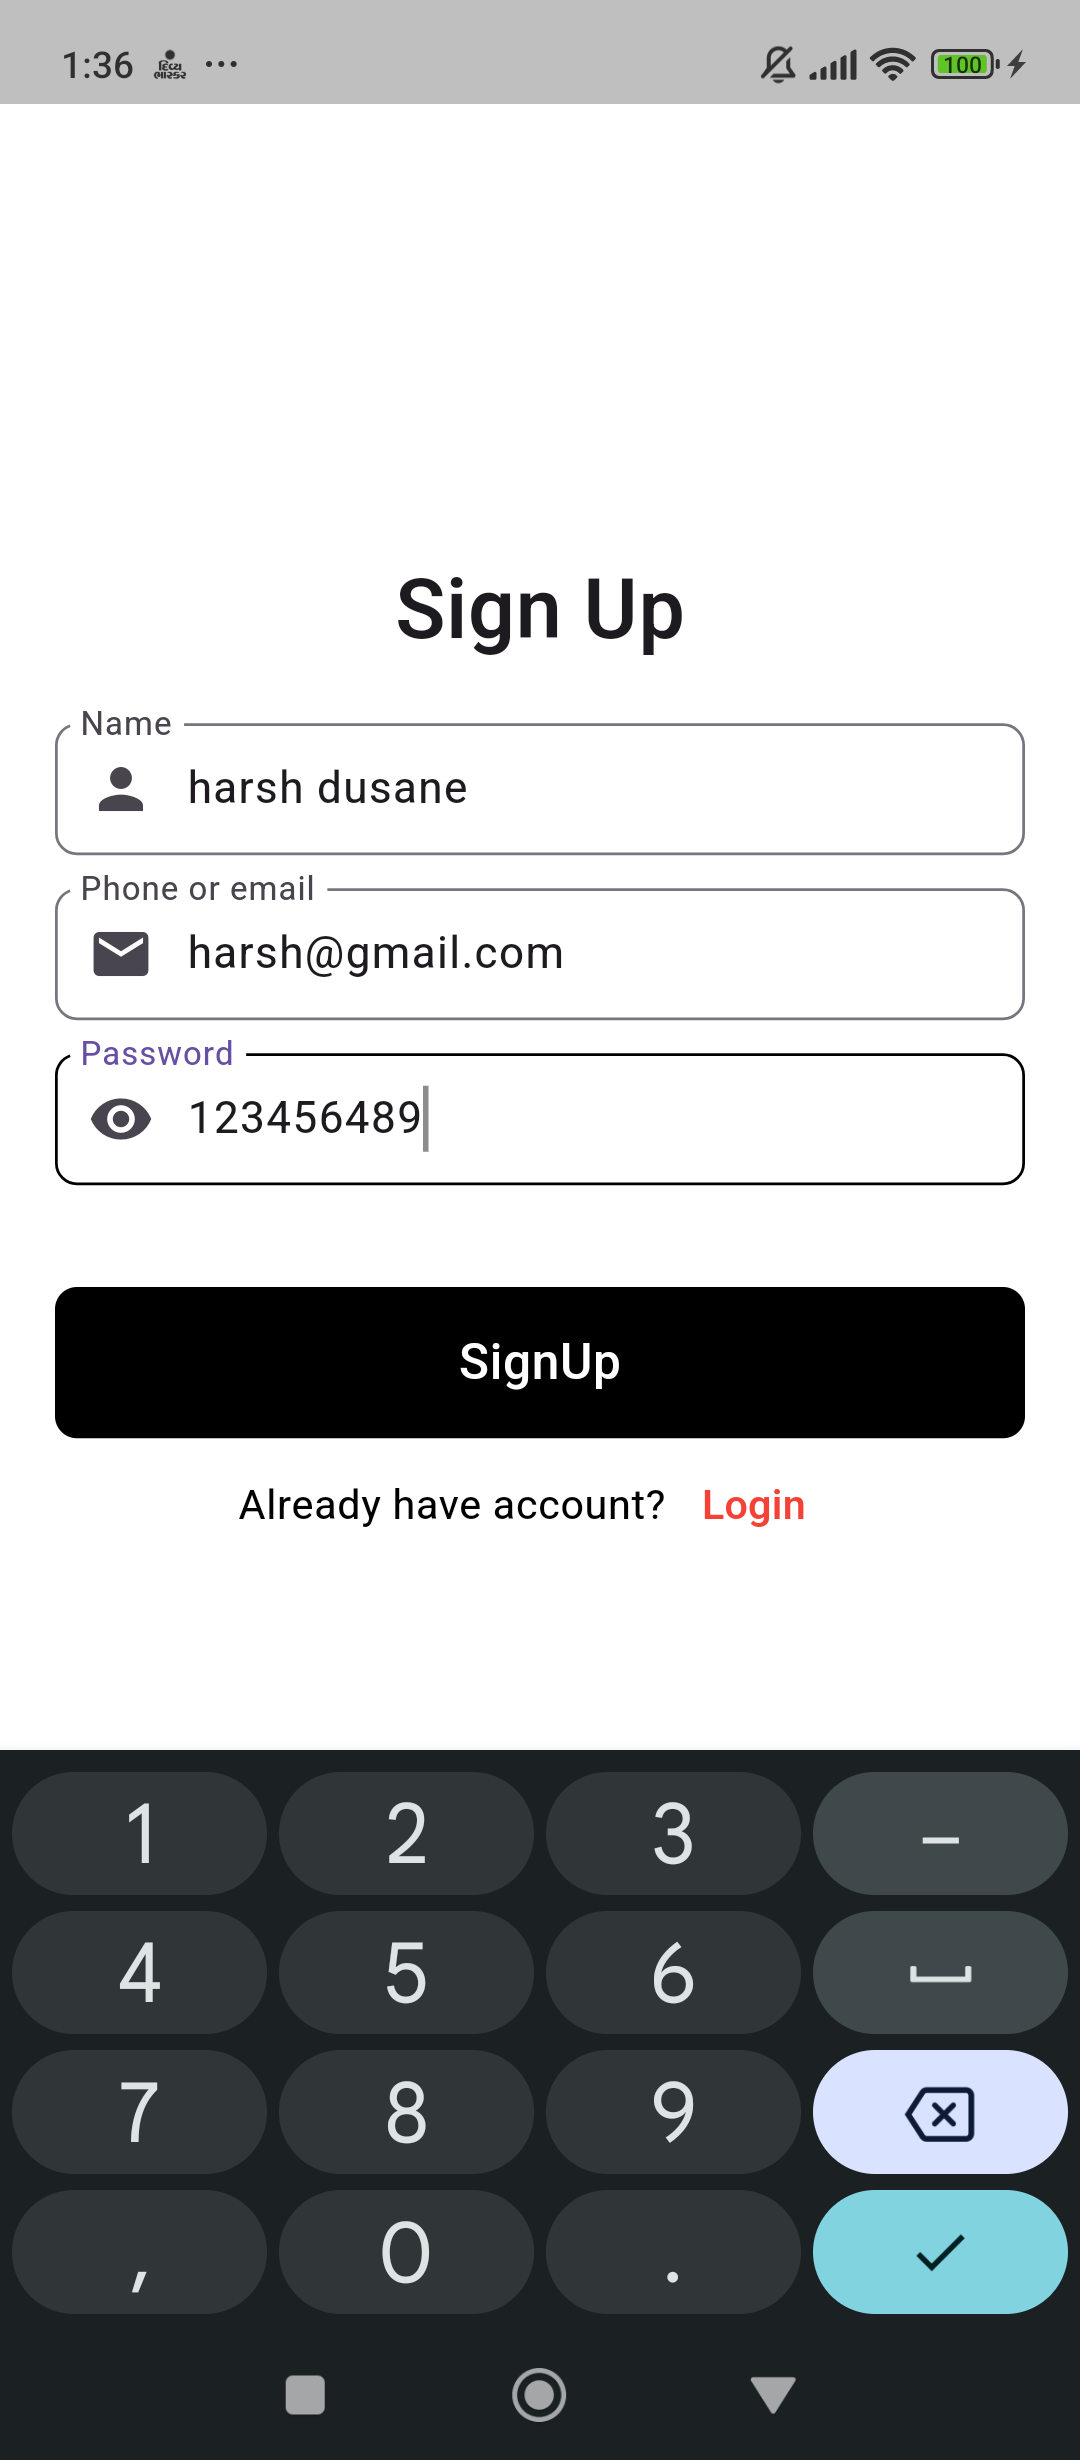 1:36 દિવ્ય ભાસ્કર ... 100
Sign Up
Name
harsh dusane
Phone or email
harsh@gmail.com
Password
123456489
SignUp
Already have account? Login
1 2 3 –
4 5 6
7 8 9
, 0 .